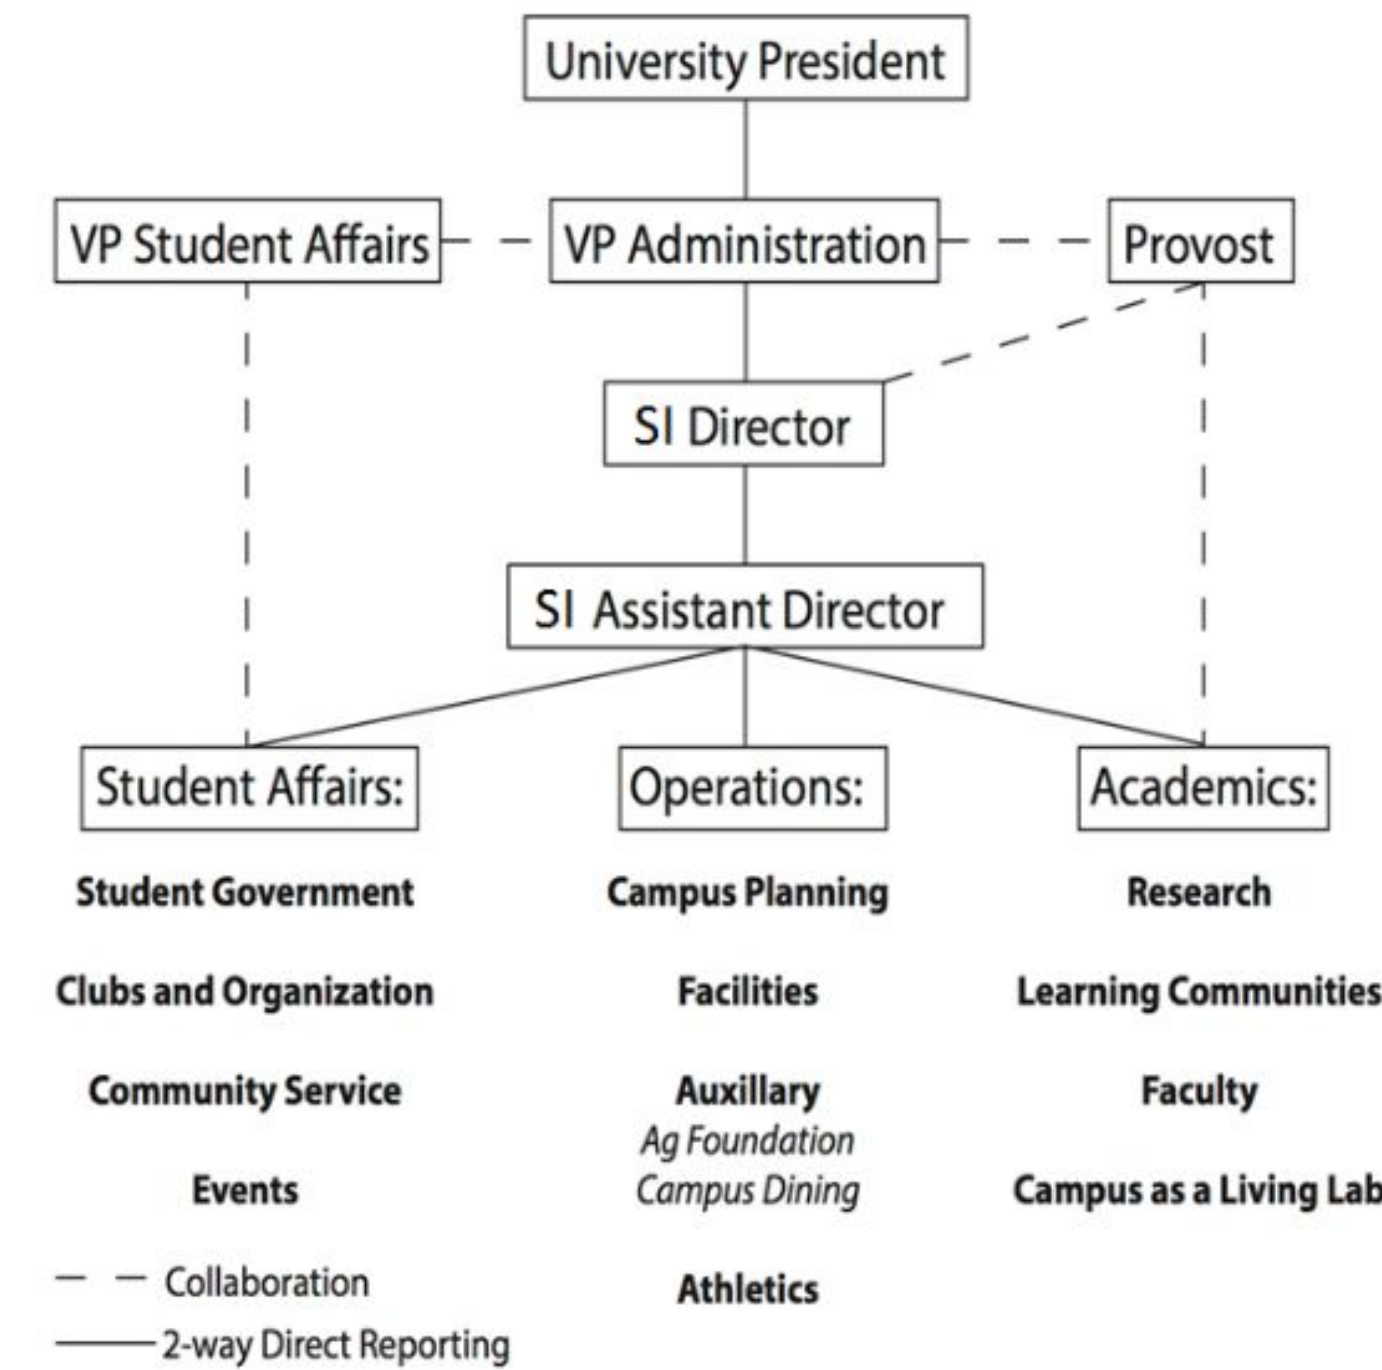 University President
VP Student Affairs
VP Administration
Provost
SI Director
SI Assistant Director
Student Affairs:
Operations:
Academics:
Student Government
Campus Planning
Research
Clubs and Organization
Facilities
Learning Communities
Community Service
Auxillary
Faculty
Ag Foundation
Events
Campus Dining
Campus as a Living Lab
Collaboration
Athletics
2-way Direct Reporting